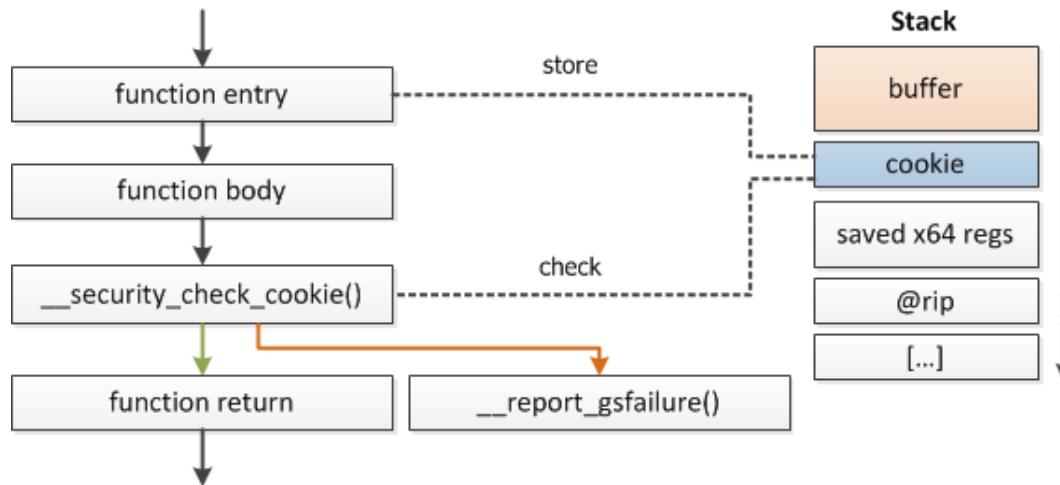 Stack
store
function entry
buffer
cookie
function body
saved x64 regs
check
__security_check_cookie()
@rip
[...]
function return
__report_gsfailure()